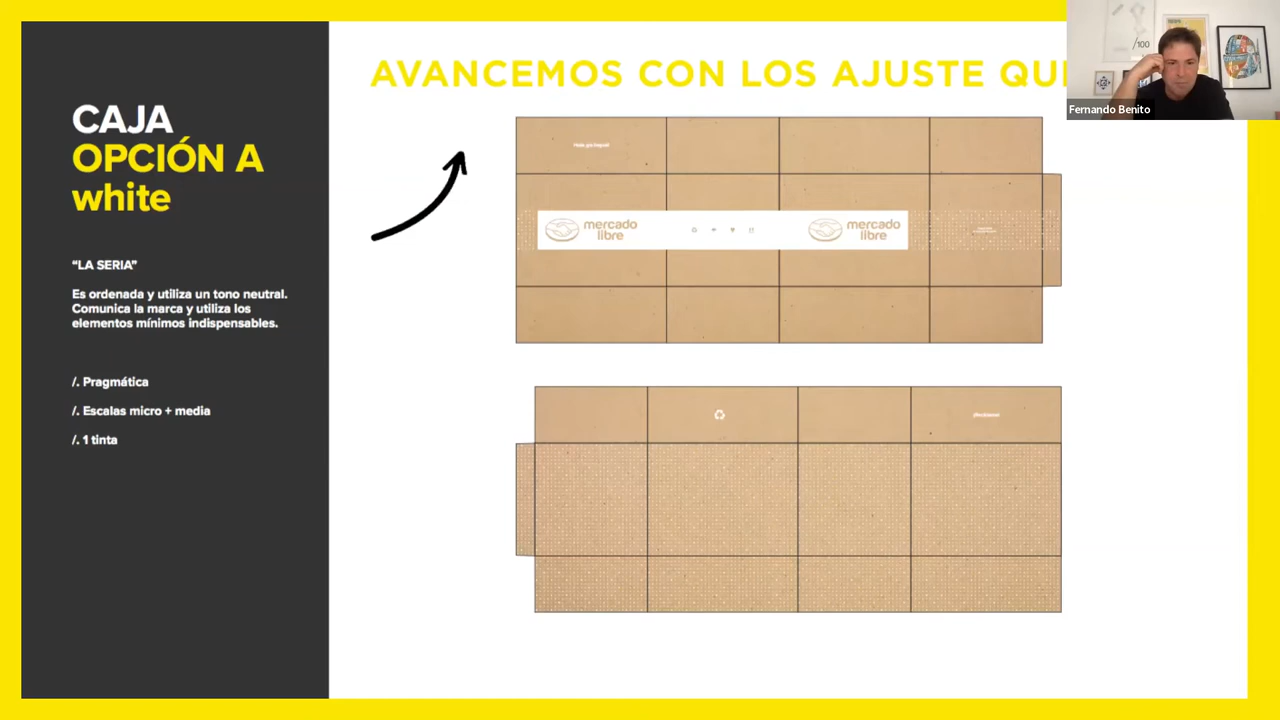 CAJA
OPCIÓN A
white
"LA SERIA"
Es ordenada y utiliza un tono neutral.
Comunica la marca y utiliza los
elementos mínimos indispensables.
/. Pragmática
/. Escalas micro + media
/. 1 tinta
AVANCEMOS CON LOS AJUSTE QU
mercado
libre
mercado
libre
/100
Fernando Benito